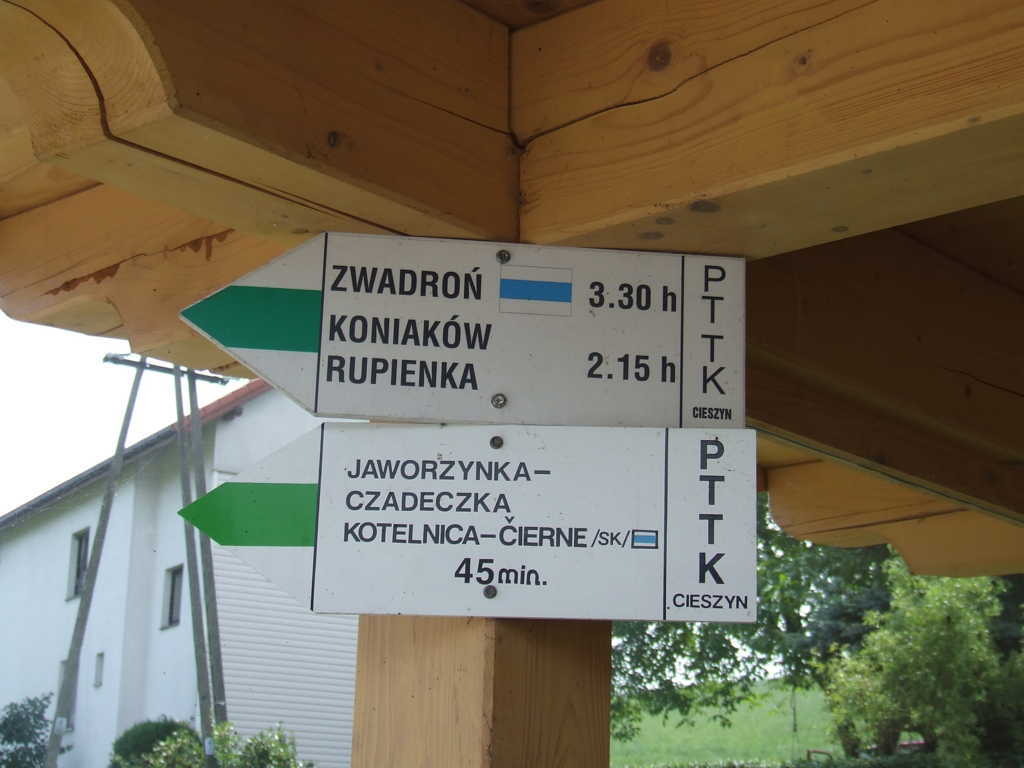 ZWADROŃ 3.30 h
KONIAKÓW
RUPIENKA 2.15 h
PTTK
CIESZYN
JAWORZYNKA–
CZADECZKA
KOTELNICA–ČIERNE /SK/
45 min.
PTTK
CIESZYN